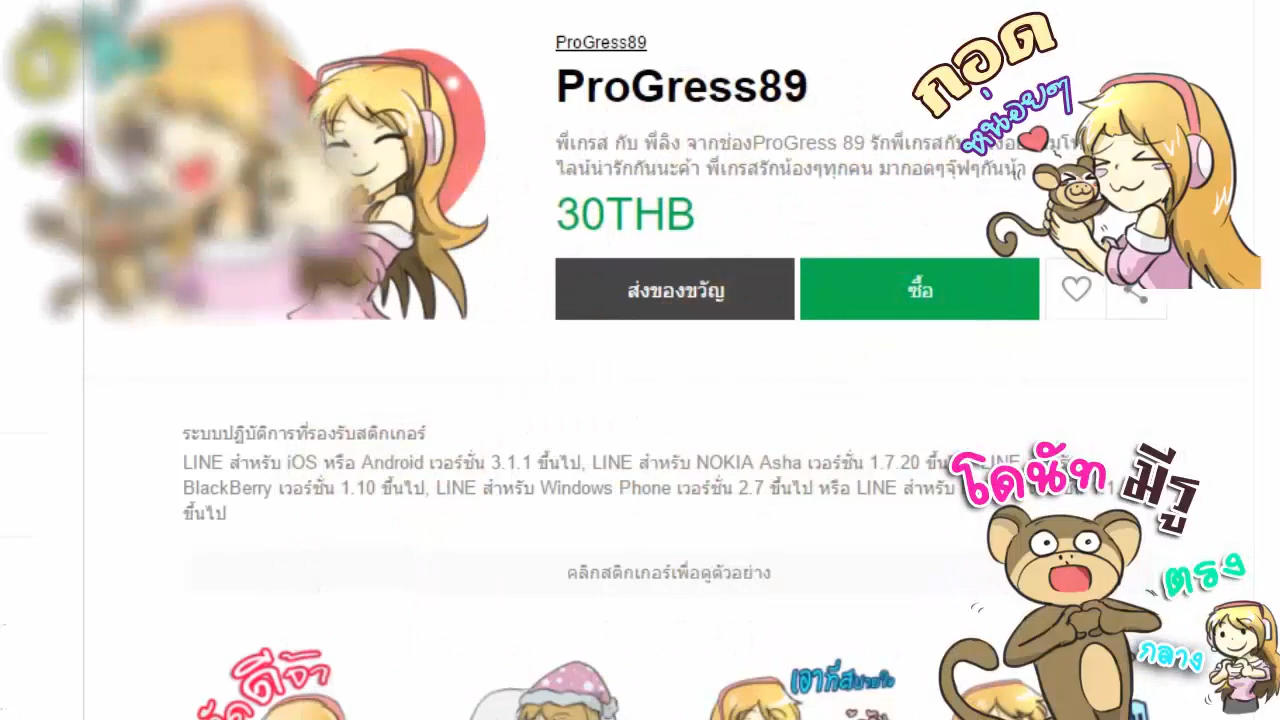 ProGress89
ProGress89
กอด
หน่อยๆ
พี่เกรส กับ พี่ลิง จากช่องProGress 89 รักพี่เกรสกัน
ไลน์น่ารักกันนะค้า พี่เกรสรักน้องๆทุกคน มากอดๆจุ๊ฟๆกันน้า
30THB
ส่งของขวัญ
ซื้อ
ระบบปฏิบัติการที่รองรับสติกเกอร์
LINE สำหรับ iOS หรือ Android เวอร์ชั่น 3.1.1 ขึ้นไป, LINE สำหรับ NOKIA Asha เวอร์ชั่น 1.7.20
BlackBerry เวอร์ชั่น 1.10 ขึ้นไป, LINE สำหรับ Windows Phone เวอร์ชั่น 2.7 ขึ้นไป หรือ LINE สำหรับ
ขึ้นไป
โดนัท มีรู
ตรง
กลาง
คลิกสติกเกอร์เพื่อดูตัวอย่าง
ดีจ้า